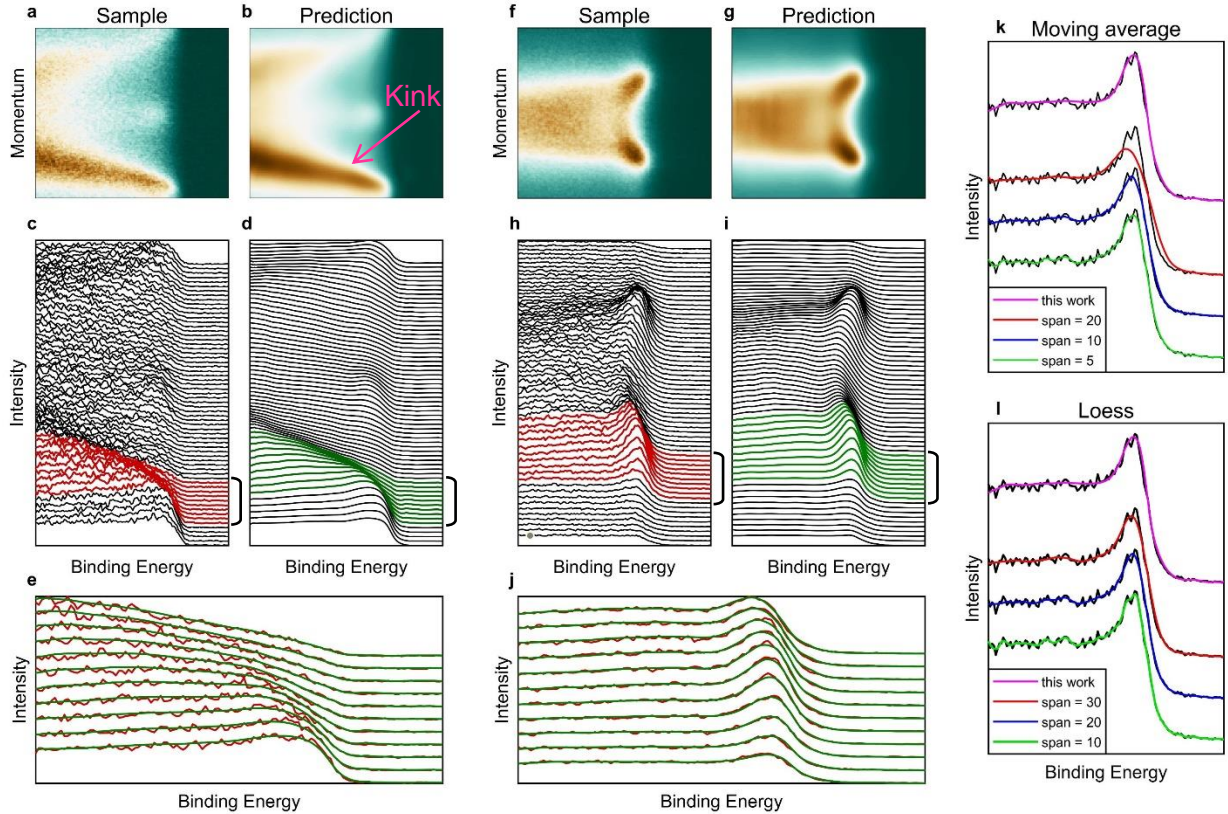 a Sample
b Prediction
Momentum
Kink
c
d
Intensity
Binding Energy
Binding Energy
e
Intensity
Binding Energy
f Sample
g Prediction
Momentum
h
i
Intensity
Binding Energy
Binding Energy
j
Intensity
Binding Energy
k Moving average
Intensity
this work
span = 20
span = 10
span = 5
l Loess
Intensity
this work
span = 30
span = 20
span = 10
Binding Energy